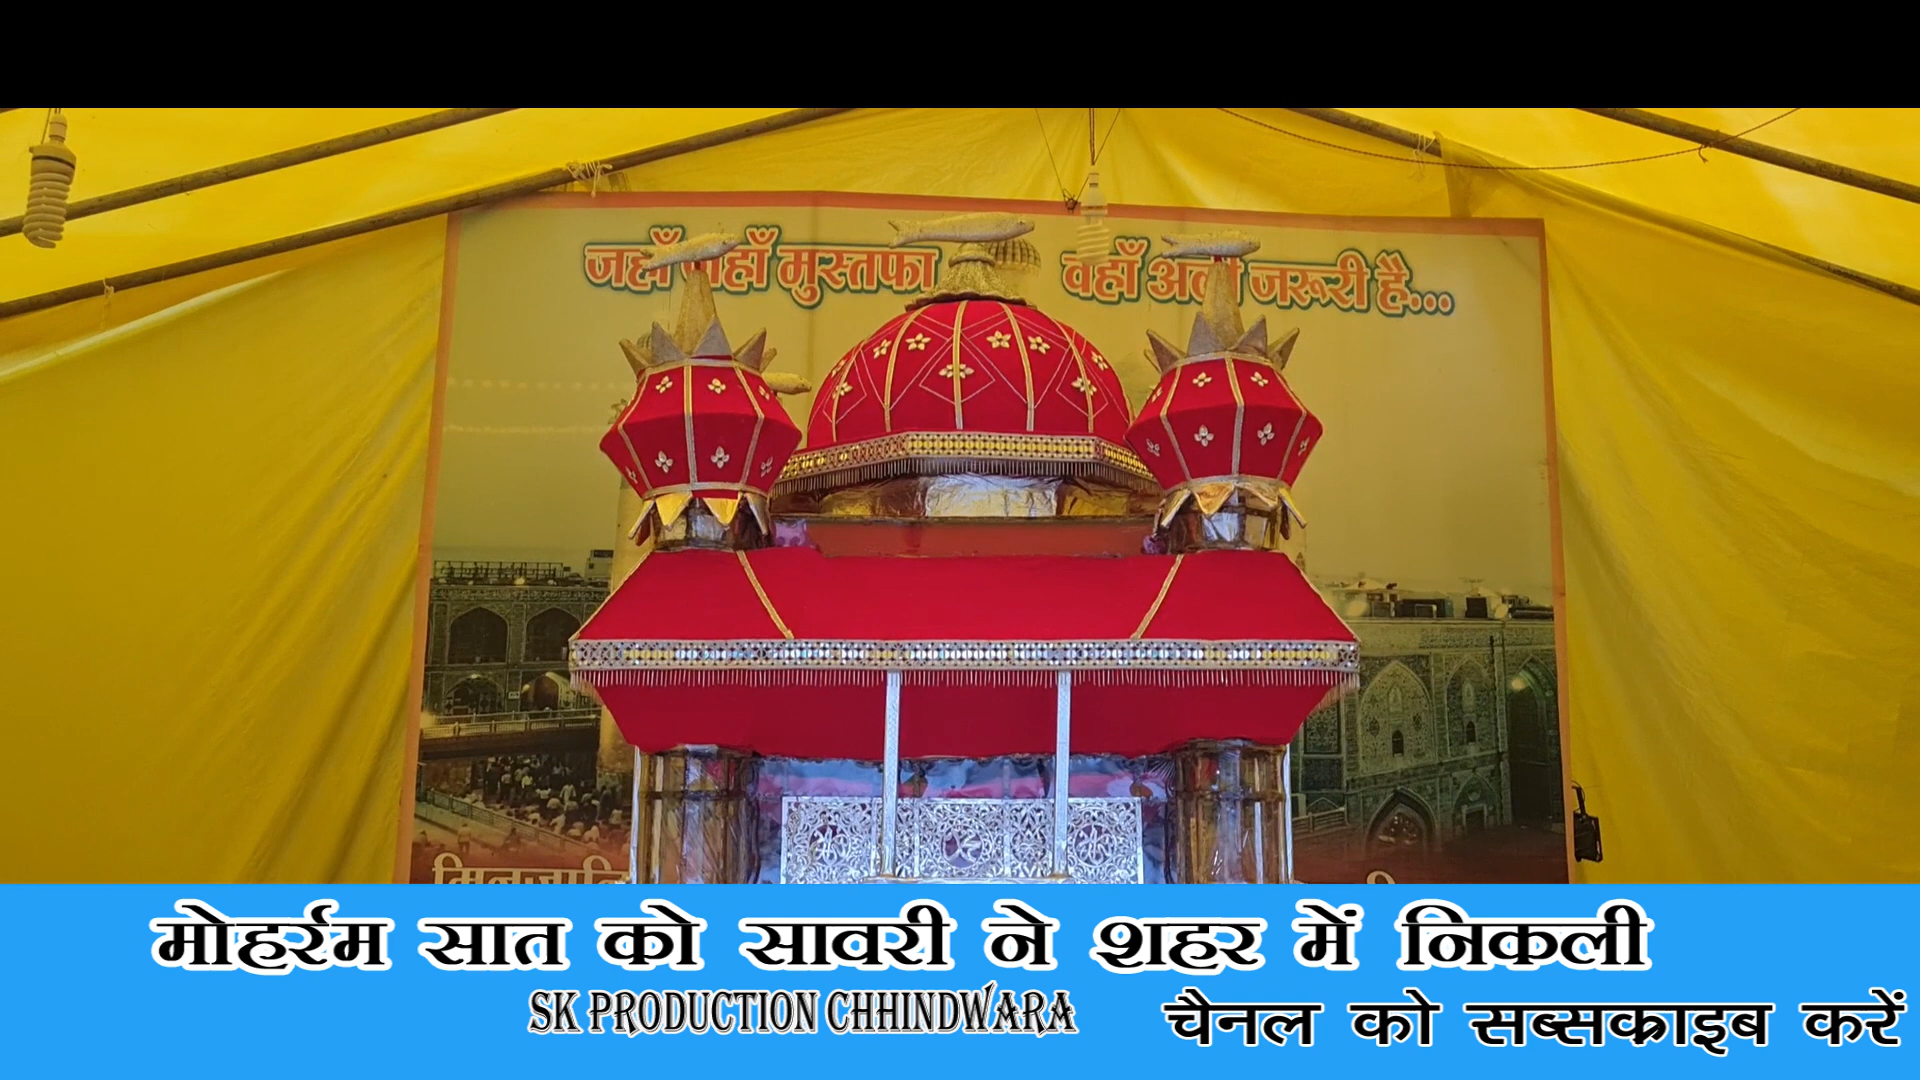 जहाँ जहाँ मुस्तफा वहाँ अली जरूरी है...
मोहर्रम सात को सावरी ने शहर में निकली
SK PRODUCTION CHHINDWARA
चैनल को सब्सक्राइब करें